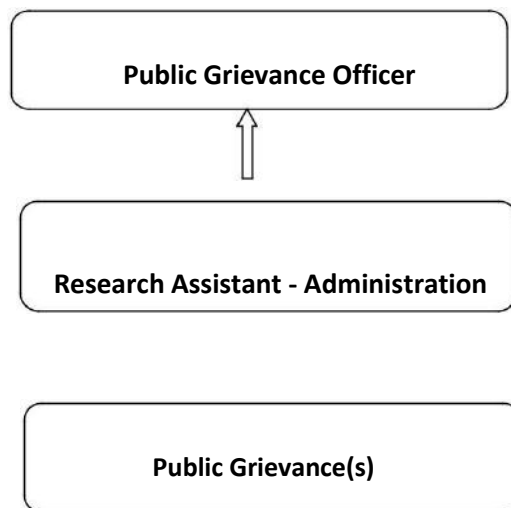 Public Grievance Officer
Research Assistant - Administration
Public Grievance(s)